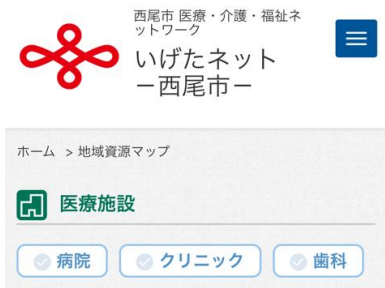 西尾市 医療・介護・福祉ネ
ットワーク
いげたネット
－西尾市－
ホーム ＞地域資源マップ
医療施設
病院 クリニック 歯科